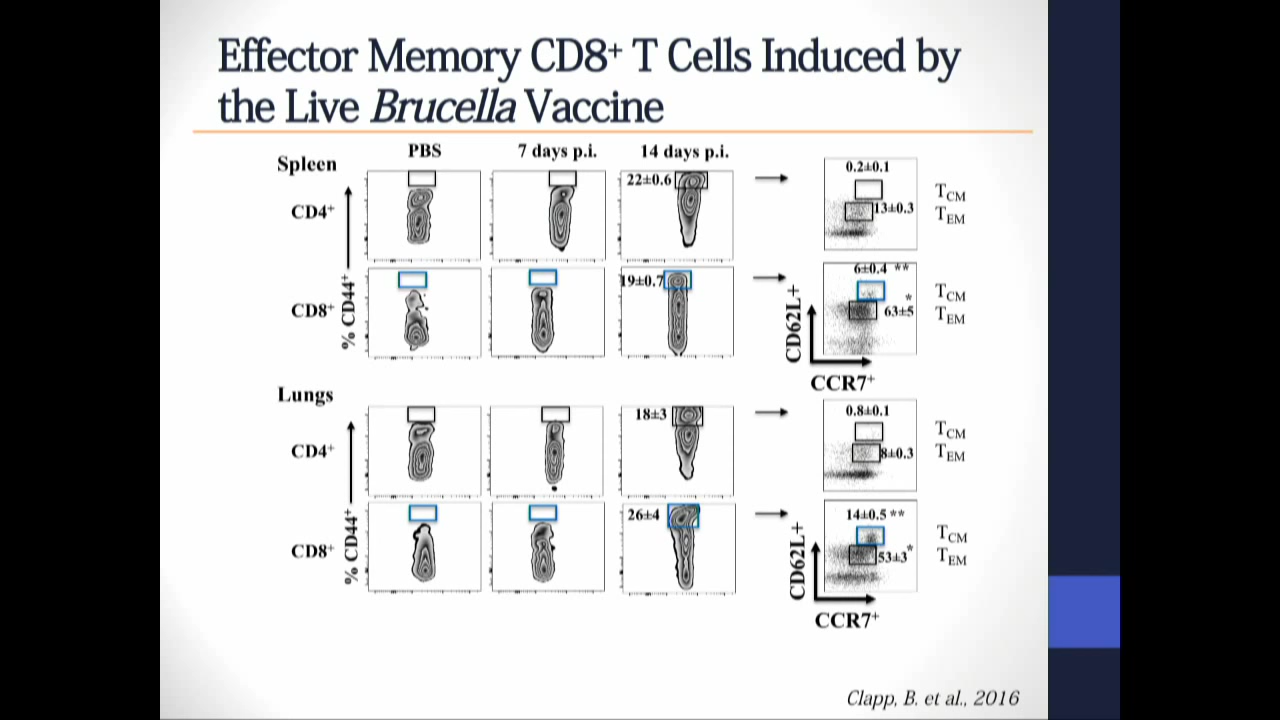 Effector Memory CD8+ T Cells Induced by
the Live Brucella Vaccine
PBS 7 days p.i. 14 days p.i.
Spleen
CD4+
22±0.6
0.2±0.1
13±0.3
TCM
TEM
% CD44+
CD8+
19±0.7
6±0.4 **
*
63±5
TCM
TEM
CD62L+
CCR7+
Lungs
CD4+
18±3
0.8±0.1
8±0.3
TCM
TEM
% CD44+
CD8+
26±4
14±0.5 **
53±3*
TCM
TEM
CD62L+
CCR7+
Clapp, B. et al., 2016